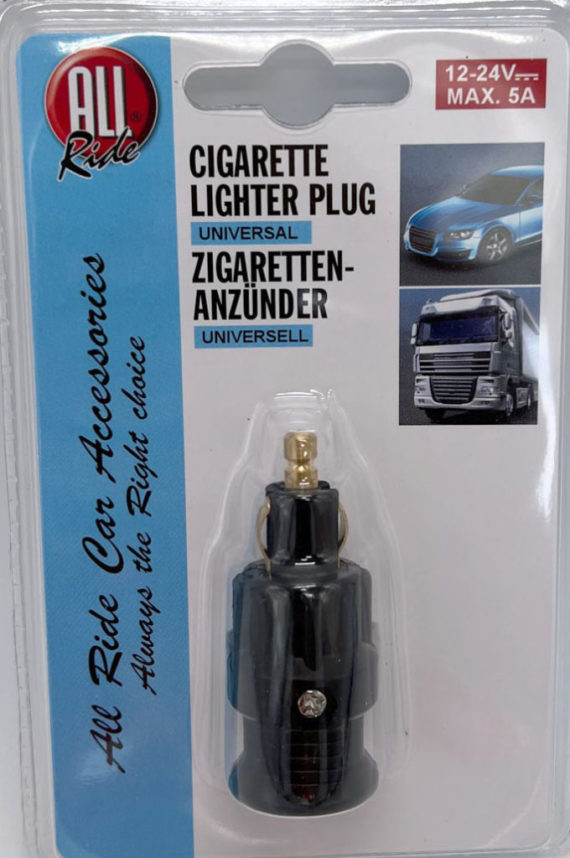 ALL
®
Ride
12-24V⎓
MAX. 5A
CIGARETTE
LIGHTER PLUG
UNIVERSAL
ZIGARETTEN-
ANZÜNDER
UNIVERSELL
All Ride Car Accessories
Always the Right choice